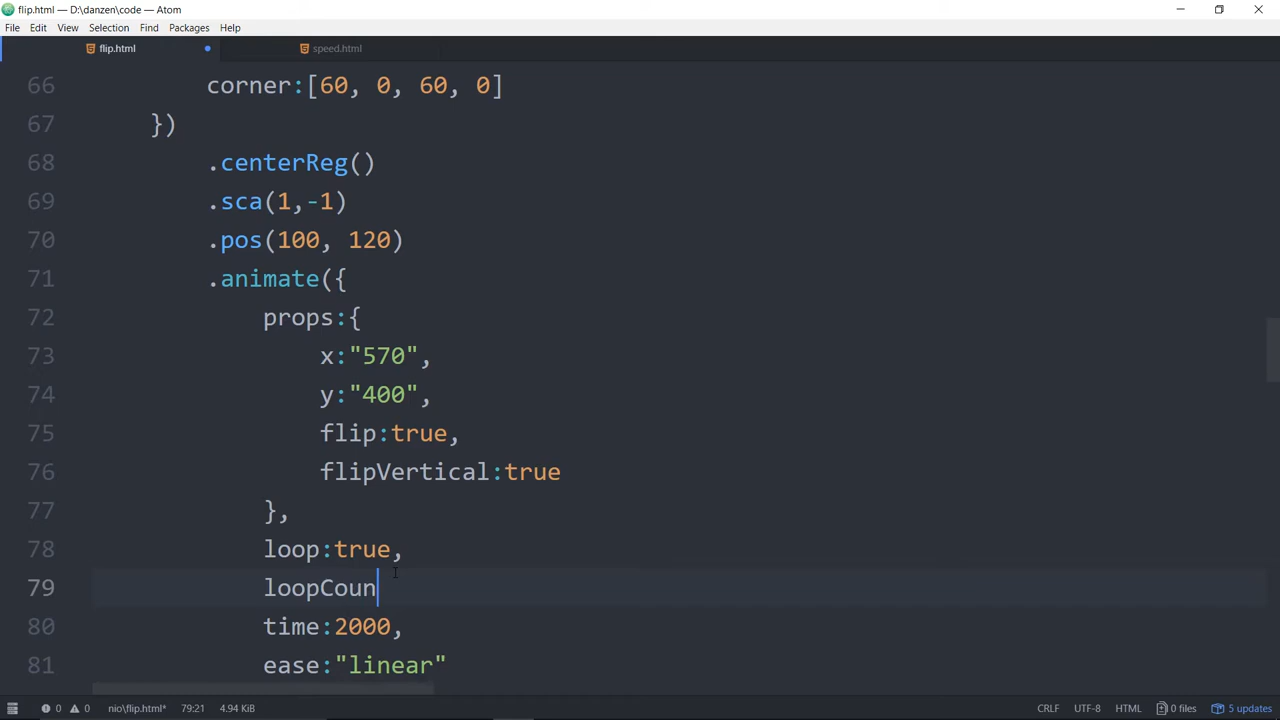 flip.html — D:\danzen\code — Atom
File Edit View Selection Find Packages Help
flip.html speed.html
66 corner:[60, 0, 60, 0]
67 })
68 .centerReg()
69 .sca(1,-1)
70 .pos(100, 120)
71 .animate({
72 props:{
73 x:"570",
74 y:"400",
75 flip:true,
76 flipVertical:true
77 },
78 loop:true,
79 loopCoun
80 time:2000,
81 ease:"linear"
0 0 nio\flip.html* 79:21 4.94 KiB CRLF UTF-8 HTML 0 files 5 updates